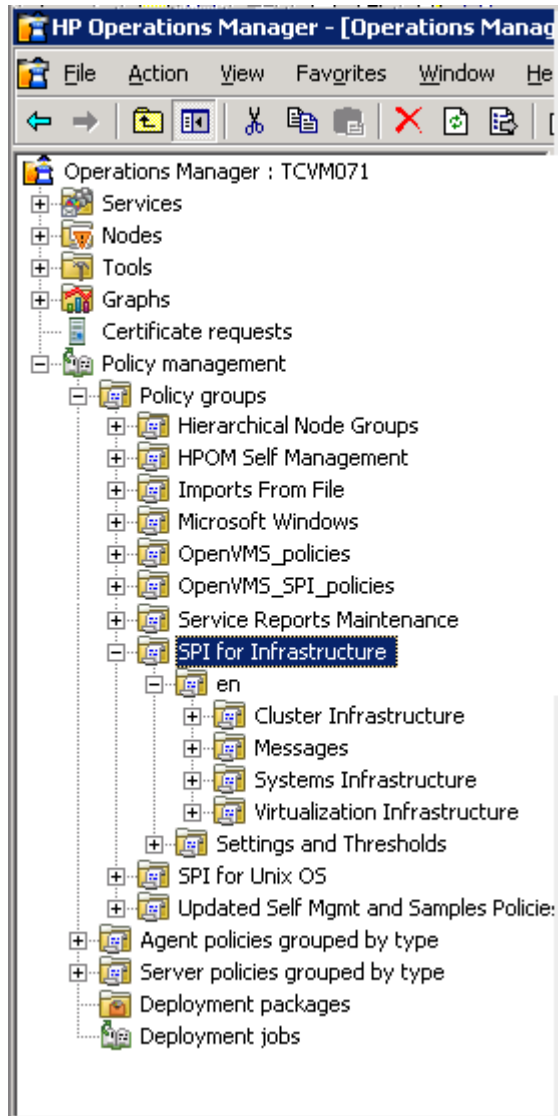 HP Operations Manager - [Operations Manag
File Action View Favorites Window He
Operations Manager : TCVM071
Services
Nodes
Tools
Graphs
Certificate requests
Policy management
Policy groups
Hierarchical Node Groups
HPOM Self Management
Imports From File
Microsoft Windows
OpenVMS_policies
OpenVMS_SPI_policies
Service Reports Maintenance
SPI for Infrastructure
en
Cluster Infrastructure
Messages
Systems Infrastructure
Virtualization Infrastructure
Settings and Thresholds
SPI for Unix OS
Updated Self Mgmt and Samples Policies
Agent policies grouped by type
Server policies grouped by type
Deployment packages
Deployment jobs